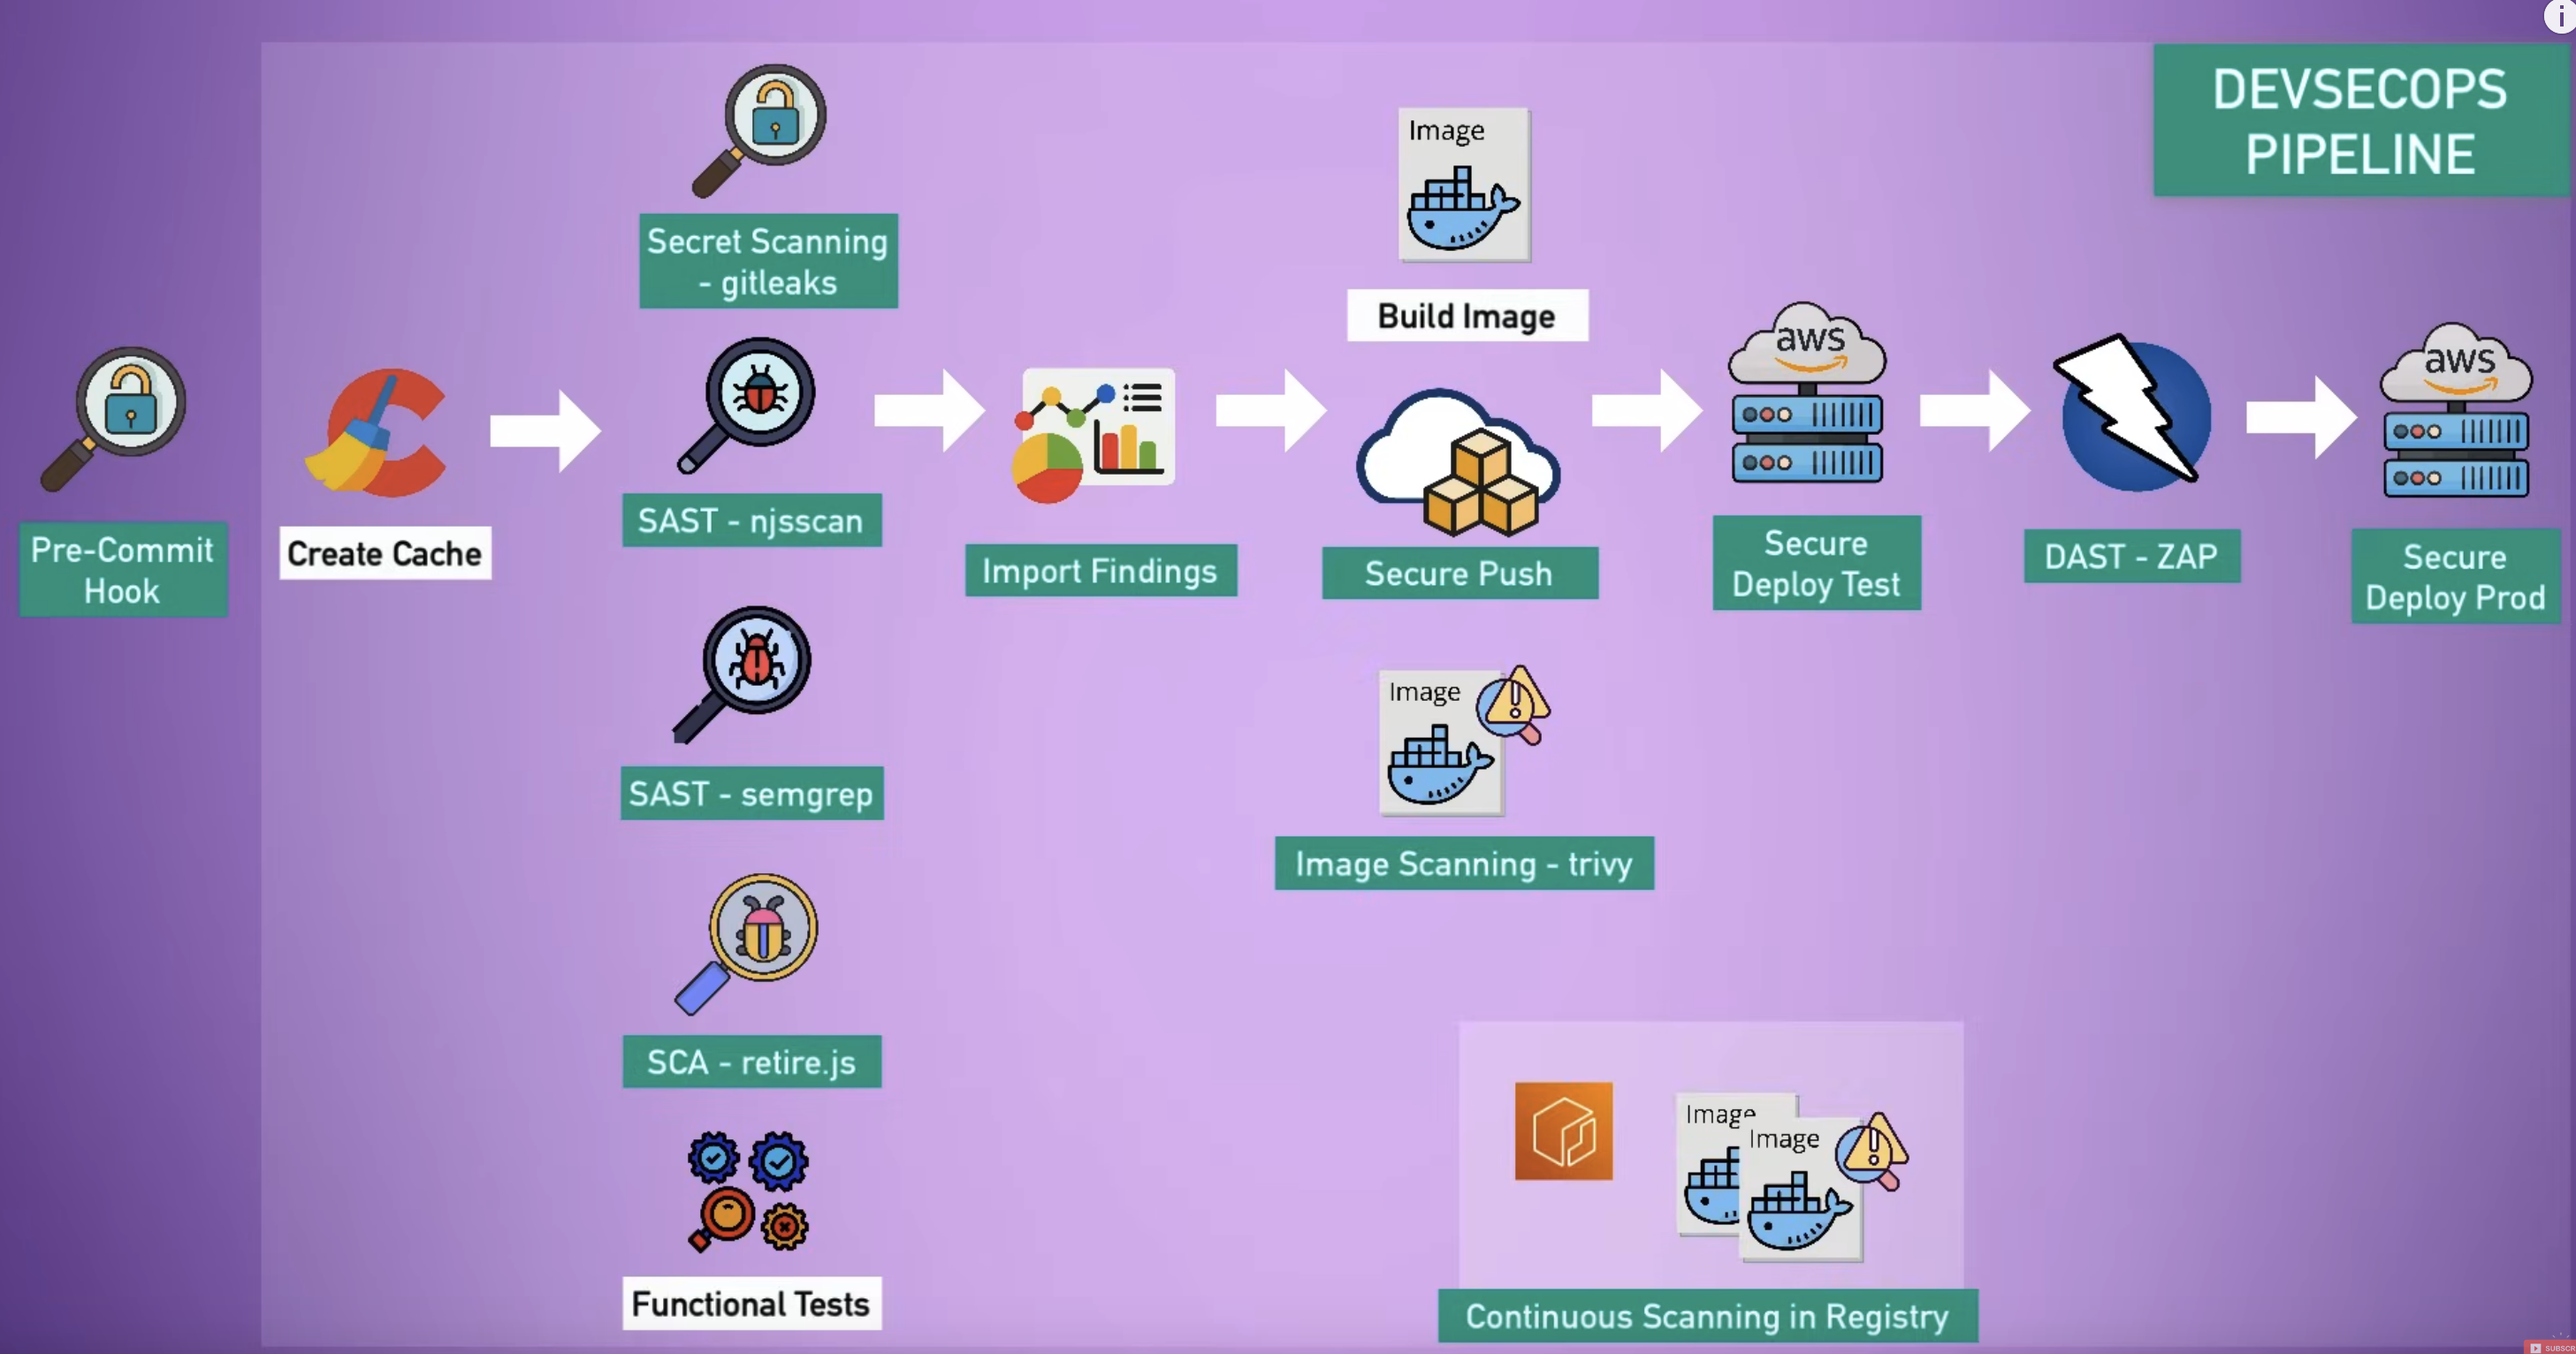 DEVSECOPS
PIPELINE
Pre-Commit
Hook
Create Cache
Secret Scanning
- gitleaks
SAST - njsscan
SAST - semgrep
SCA - retire.js
Functional Tests
Import Findings
Image
Build Image
Secure Push
Image
Image Scanning - trivy
aws
Secure
Deploy Test
DAST - ZAP
aws
Secure
Deploy Prod
Image
Image
Continuous Scanning in Registry